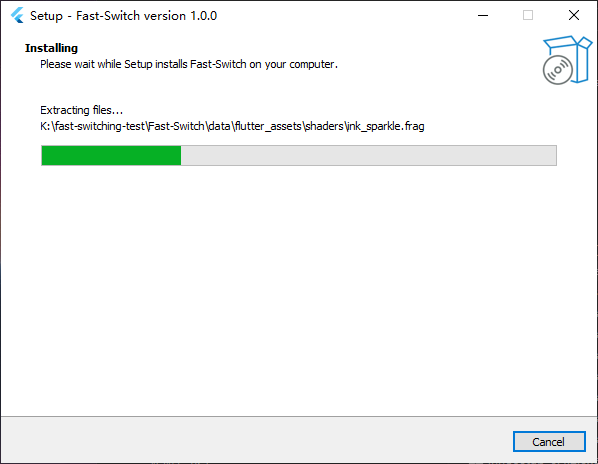 Setup - Fast-Switch version 1.0.0
Installing
Please wait while Setup installs Fast-Switch on your computer.
Extracting files...
K:\fast-switching-test\Fast-Switch\data\flutter_assets\shaders\ink_sparkle.frag
Cancel